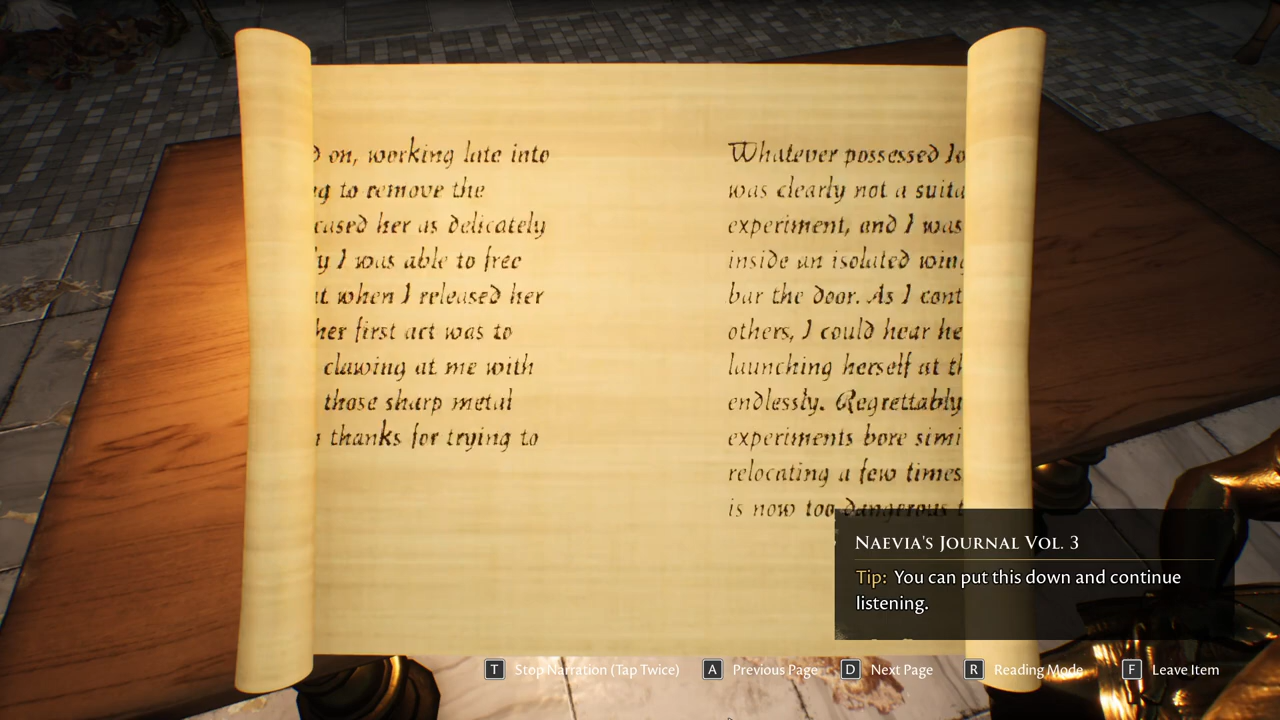 on, working late into
to remove the
her as delicately
I was able to free
when I released her
her first act was to
clawing at me with
those sharp metal
thanks for trying to
Whatever possessed
was clearly not a
experiment, and I was
inside an isolated
bar the door. As I
others, I could hear
launching herself at
endlessly. Regrettably
experiments bore
relocating a few times
is now too dangerous
NAEVIA'S JOURNAL VOL. 3
Tip: You can put this down and continue
listening.
T Stop Narration (Tap Twice) A Previous Page D Next Page R Reading Mode F Leave Item